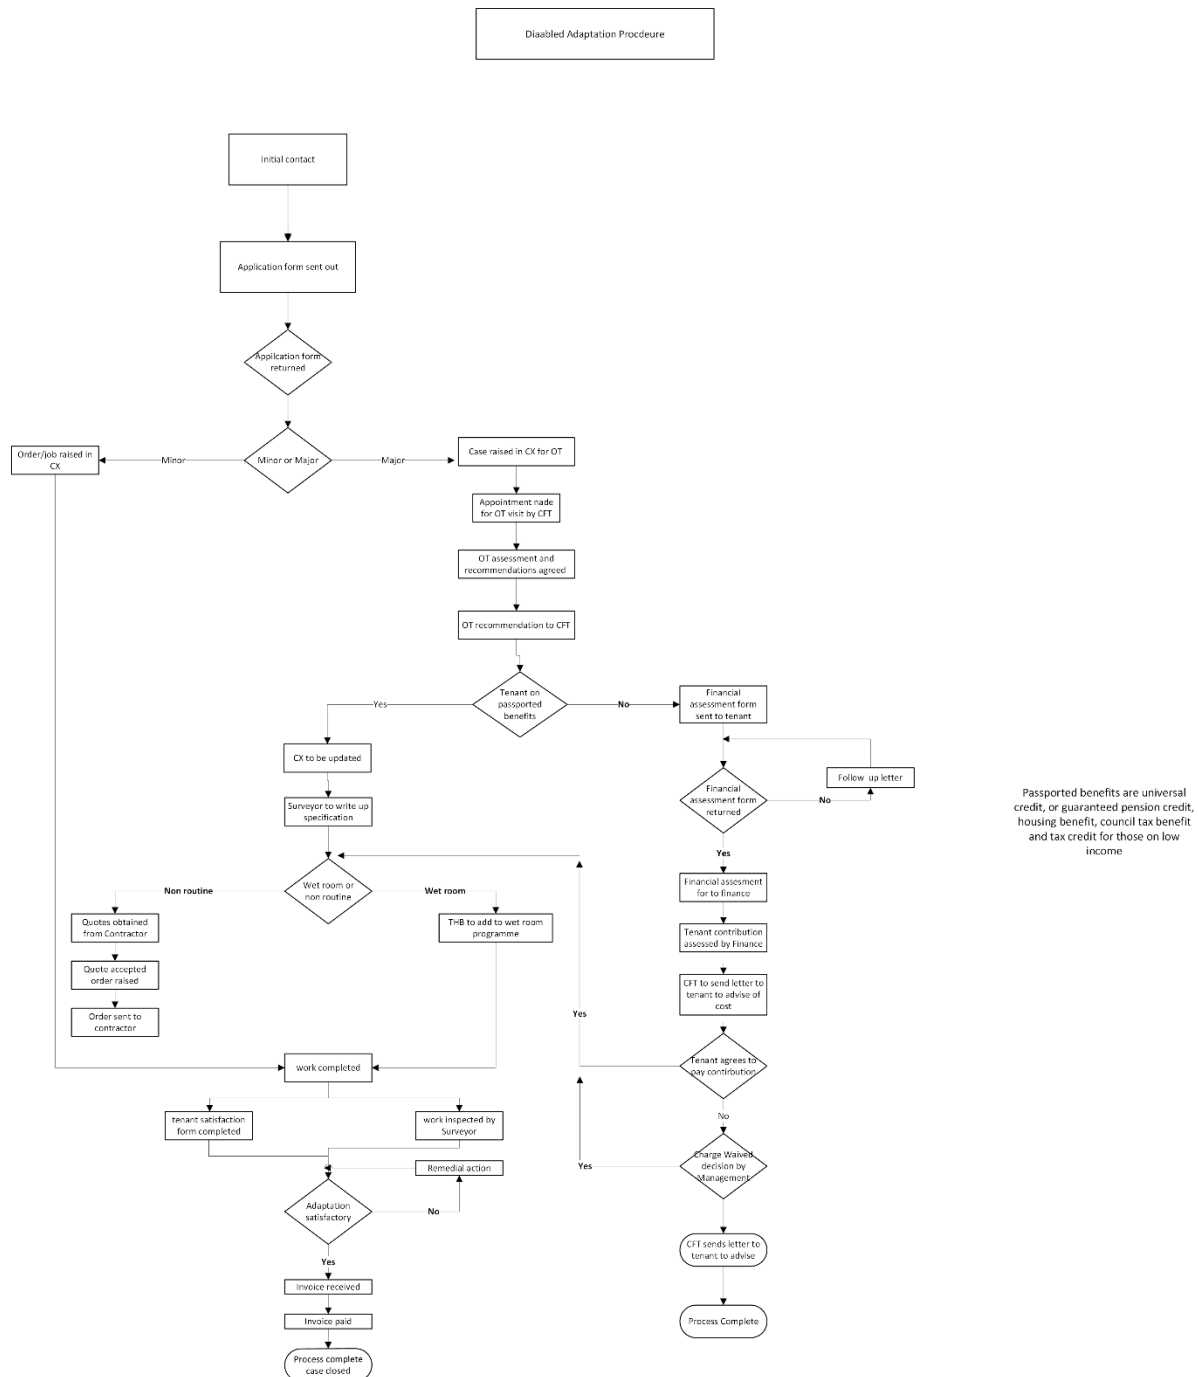 Diaabled Adaptation Procdeure
Initial contact
Application form sent out
Appilcation form
returned
Order/job raised in
CX
Minor
Minor or Major
Major
Case raised in CX for OT
Appointment nade
for OT visit by CFT
OT assessment and
recommendations agreed
OT recommendation to CFT
Tenant on
passported
benefits
Yes
No
Financial
assessment form
sent to tenant
CX to be updated
Surveyor to write up
specification
Financial
assessment form
returned
No
Follow up letter
Passported benefits are universal
credit, or guaranteed pension credit,
housing benefit, council tax benefit
and tax credit for those on low
income
Yes
Wet room or
non routine
Non routine
Wet room
Quotes obtained
from Contractor
Quote accepted
order raised
Order sent to
contractor
THB to add to wet room
programme
Financial assesment
for to finance
Tenant contribution
assessed by Finance
CFT to send letter to
tenant to advise of
cost
Yes
Tenant agrees to
pay contirbution
No
work completed
tenant satisfaction
form completed
work inspected by
Surveyor
Charge Waived
decision by
Management
Yes
Remedial action
Adaptation
satisfactory
No
Yes
CFT sends letter to
tenant to advise
Invoice received
Invoice paid
Process Complete
Process complete
case closed